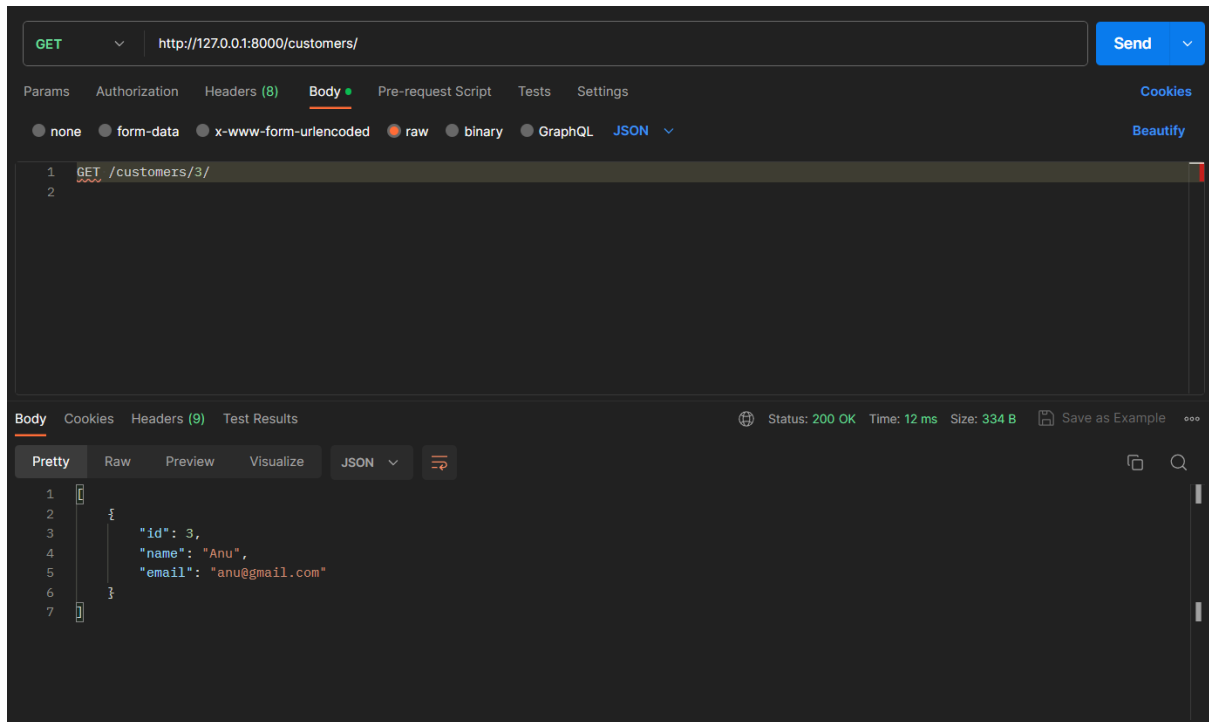 GET http://127.0.0.1:8000/customers/ Send
Params Authorization Headers (8) Body Pre-request Script Tests Settings Cookies
none form-data x-www-form-urlencoded raw binary GraphQL JSON Beautify
1 GET /customers/3/
2
Body Cookies Headers (9) Test Results Status: 200 OK Time: 12 ms Size: 334 B Save as Example
Pretty Raw Preview Visualize JSON
1 [
2 {
3 "id": 3,
4 "name": "Anu",
5 "email": "anu@gmail.com"
6 }
7 ]